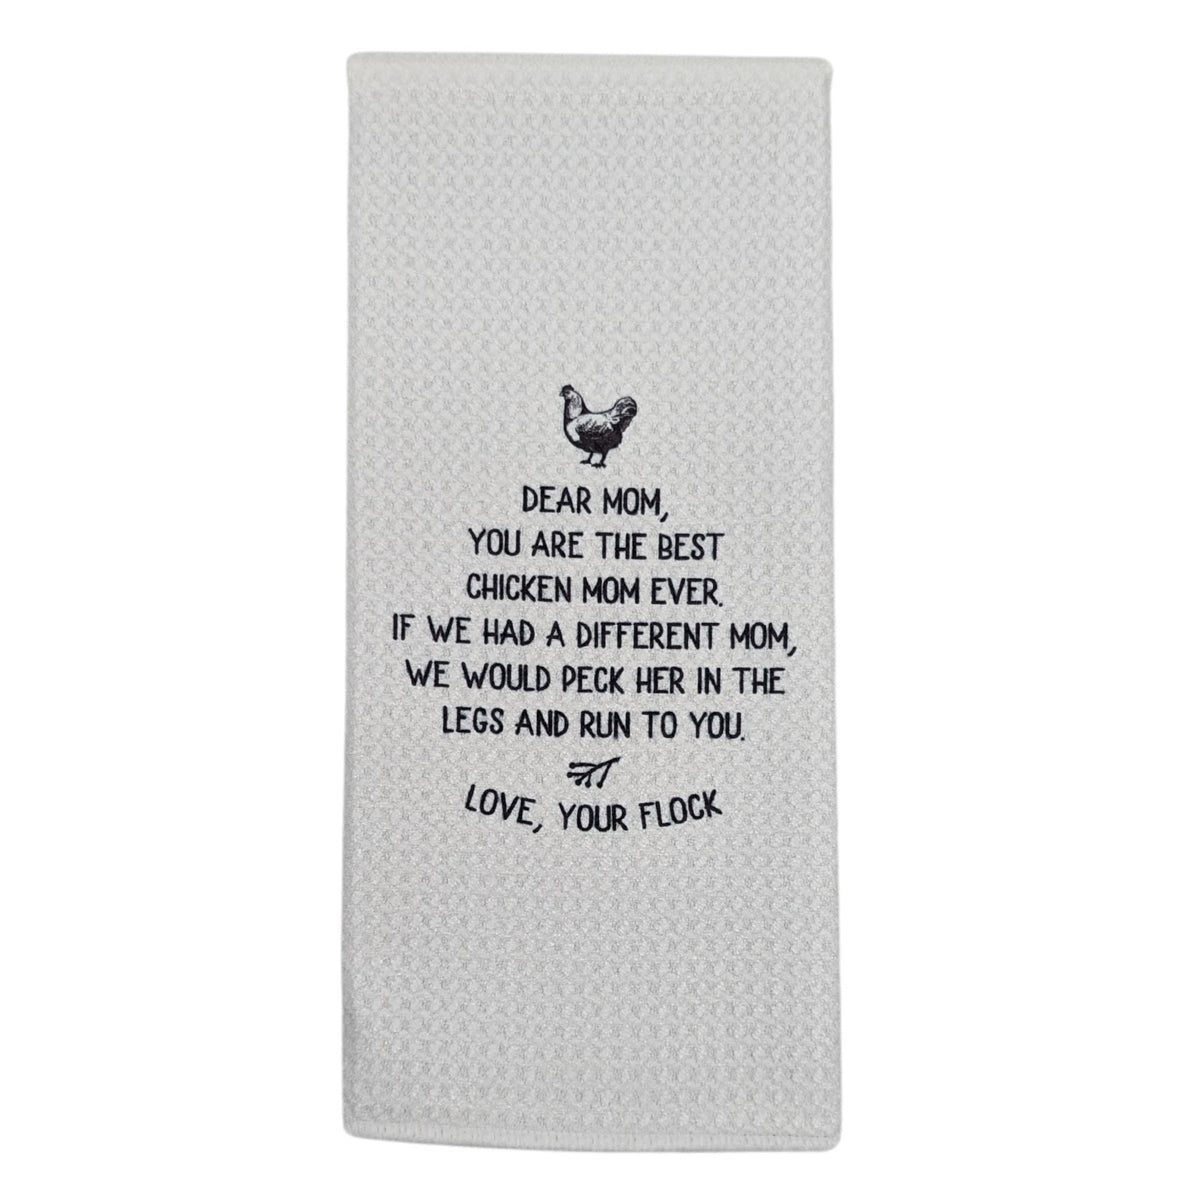 DEAR MOM,
YOU ARE THE BEST
CHICKEN MOM EVER.
IF WE HAD A DIFFERENT MOM,
WE WOULD PECK HER IN THE
LEGS AND RUN TO YOU.
LOVE, YOUR FLOCK